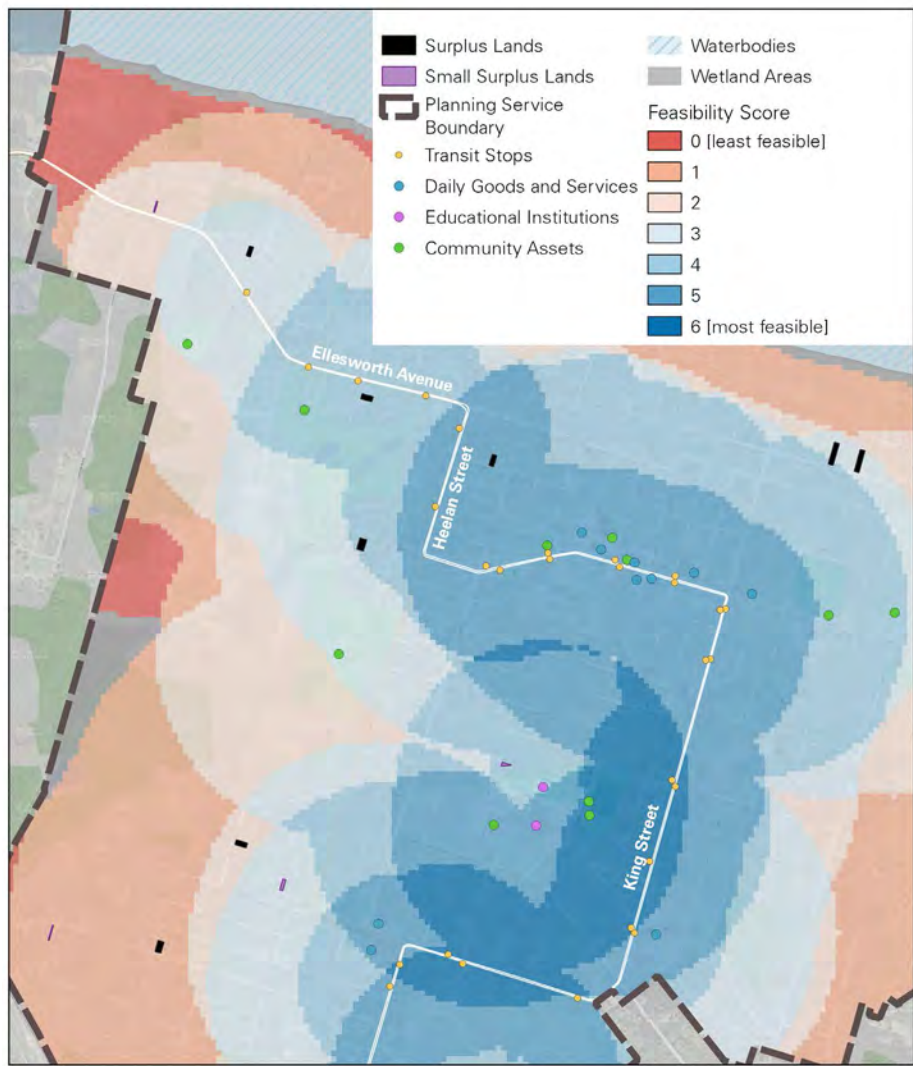 Surplus Lands
Small Surplus Lands
Planning Service
Boundary
Transit Stops
Daily Goods and Services
Educational Institutions
Community Assets
Waterbodies
Wetland Areas
Feasibility Score
0 [least feasible]
1
2
3
4
5
6 [most feasible]
Ellesworth Avenue
Heelan Street
King Street